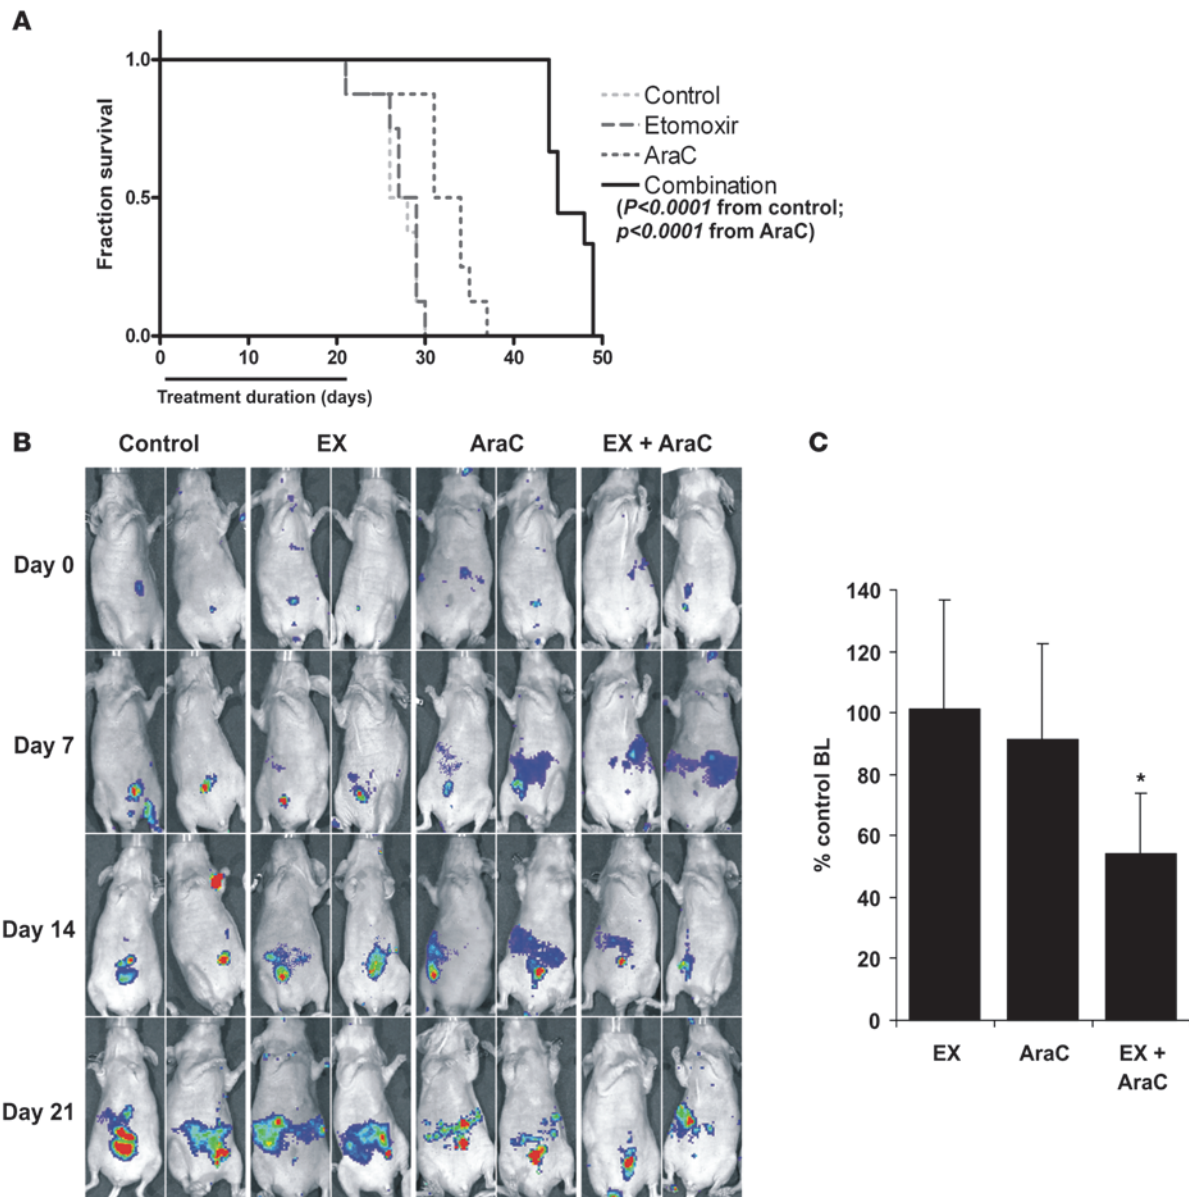 A
1.0
0.5
0.0
Fraction survival
0 10 20 30 40 50
Treatment duration (days)
Control
Etomoxir
AraC
Combination
(P<0.0001 from control;
p<0.0001 from AraC)
B
Control EX AraC EX + AraC
Day 0
Day 7
Day 14
Day 21
C
% control BL
140
120
100
80
60
40
20
0
*
EX AraC EX +
AraC